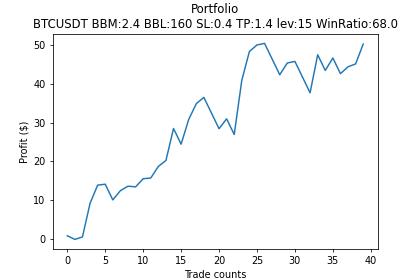 Portfolio
BTCUSDT BBM:2.4 BBL:160 SL:0.4 TP:1.4 lev:15 WinRatio:68.0
50
40
30
20
10
0
Profit ($)
0 5 10 15 20 25 30 35 40
Trade counts